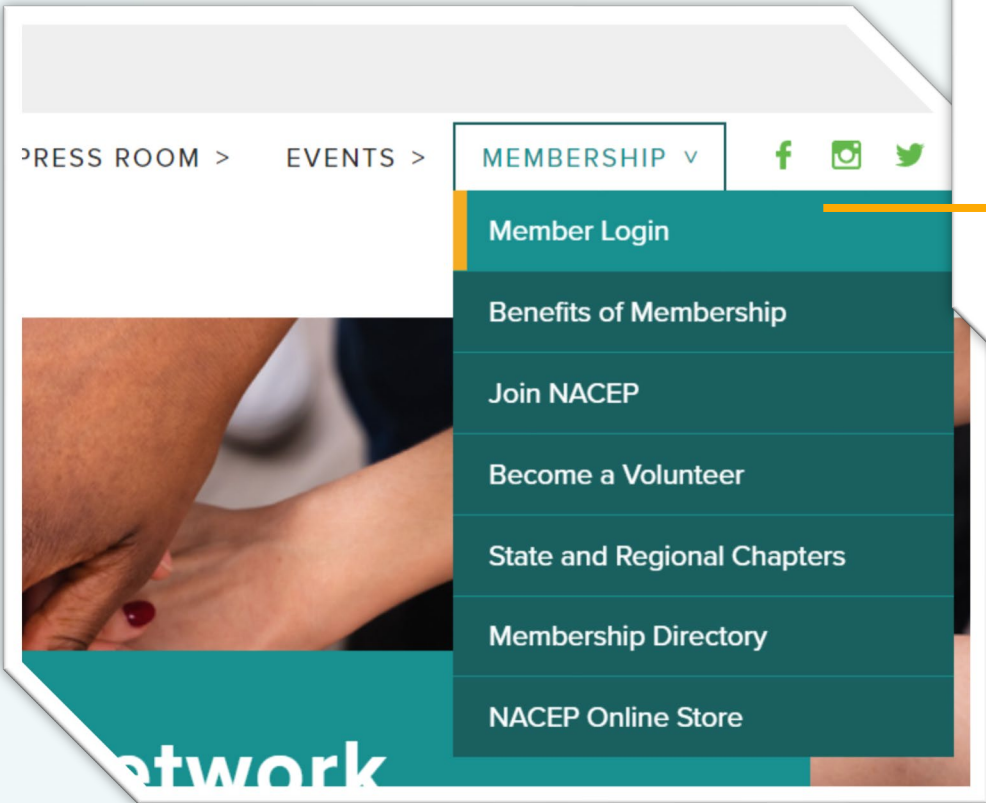 PRESS ROOM > EVENTS > MEMBERSHIP v f
Member Login
Benefits of Membership
Join NACEP
Become a Volunteer
State and Regional Chapters
Membership Directory
NACEP Online Store
etwork